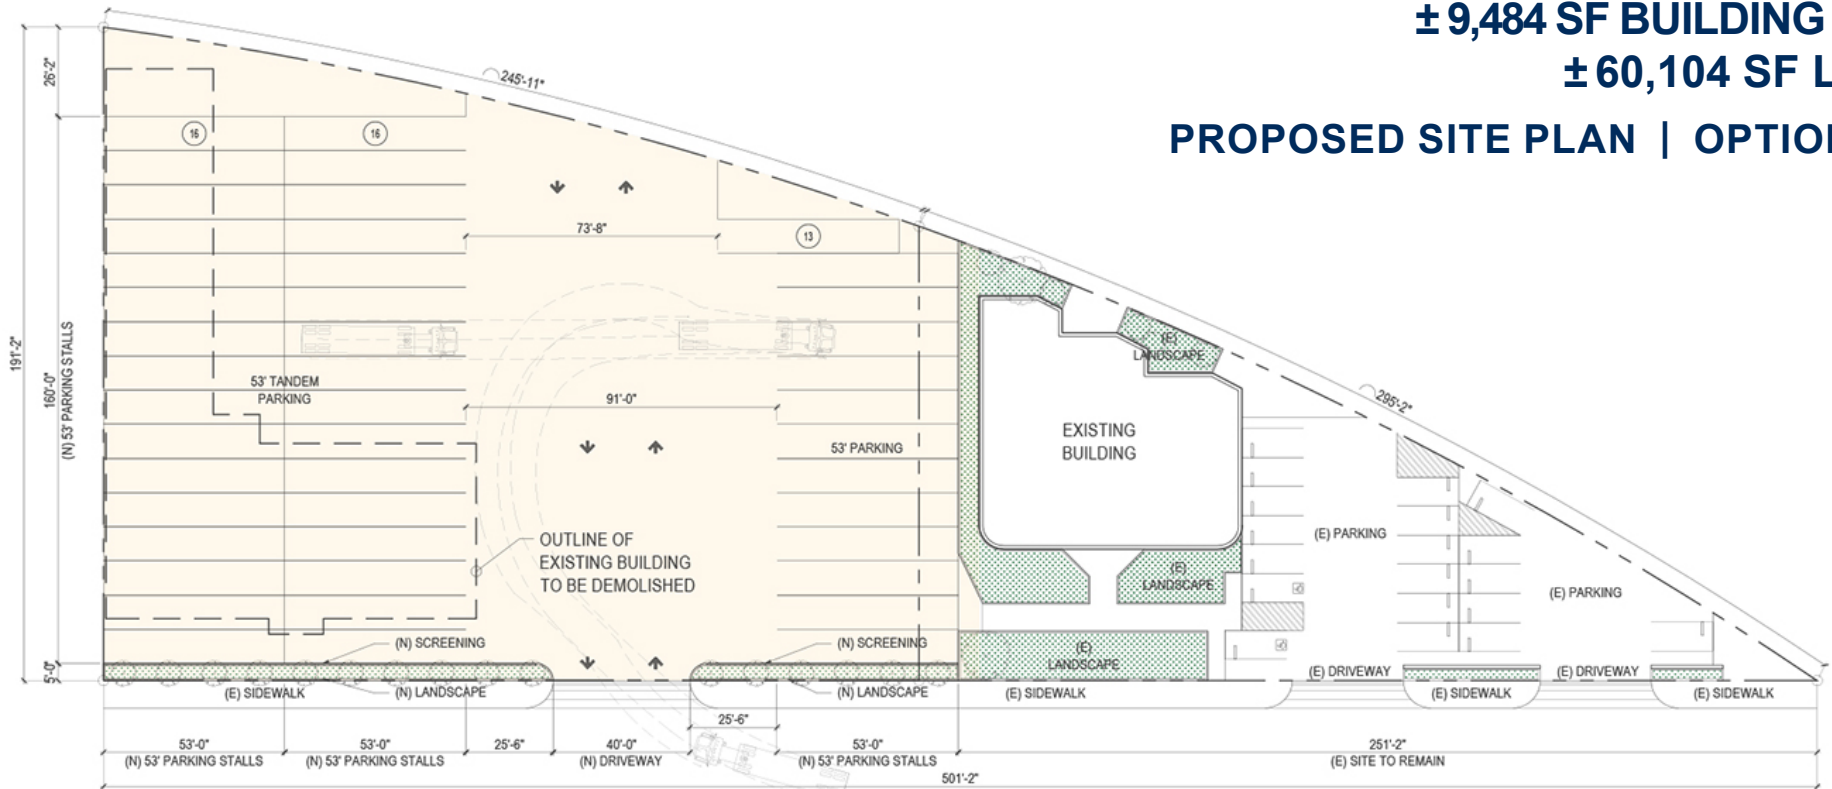 ± 9,484 SF BUILDING
± 60,104 SF L
PROPOSED SITE PLAN | OPTION
245'-11"
26'-2"
16
16
73'-8"
13
191'-2"
160'-0"
(N) 53' PARKING STALLS
53' TANDEM
PARKING
91'-0"
53' PARKING
(E)
LANDSCAPE
295'-2"
EXISTING
BUILDING
OUTLINE OF
EXISTING BUILDING
TO BE DEMOLISHED
(E) PARKING
(E)
LANDSCAPE
(E) PARKING
(N) SCREENING
(N) SCREENING
(E)
LANDSCAPE
5'-0"
(E) DRIVEWAY
(E) DRIVEWAY
(E) SIDEWALK
(N) LANDSCAPE
(N) LANDSCAPE
(E) SIDEWALK
(E) SIDEWALK
(E) SIDEWALK
25'-6"
53'-0"
(N) 53' PARKING STALLS
53'-0"
(N) 53' PARKING STALLS
25'-6"
40'-0"
(N) DRIVEWAY
53'-0"
(N) 53' PARKING STALLS
251'-2"
(E) SITE TO REMAIN
501'-2"